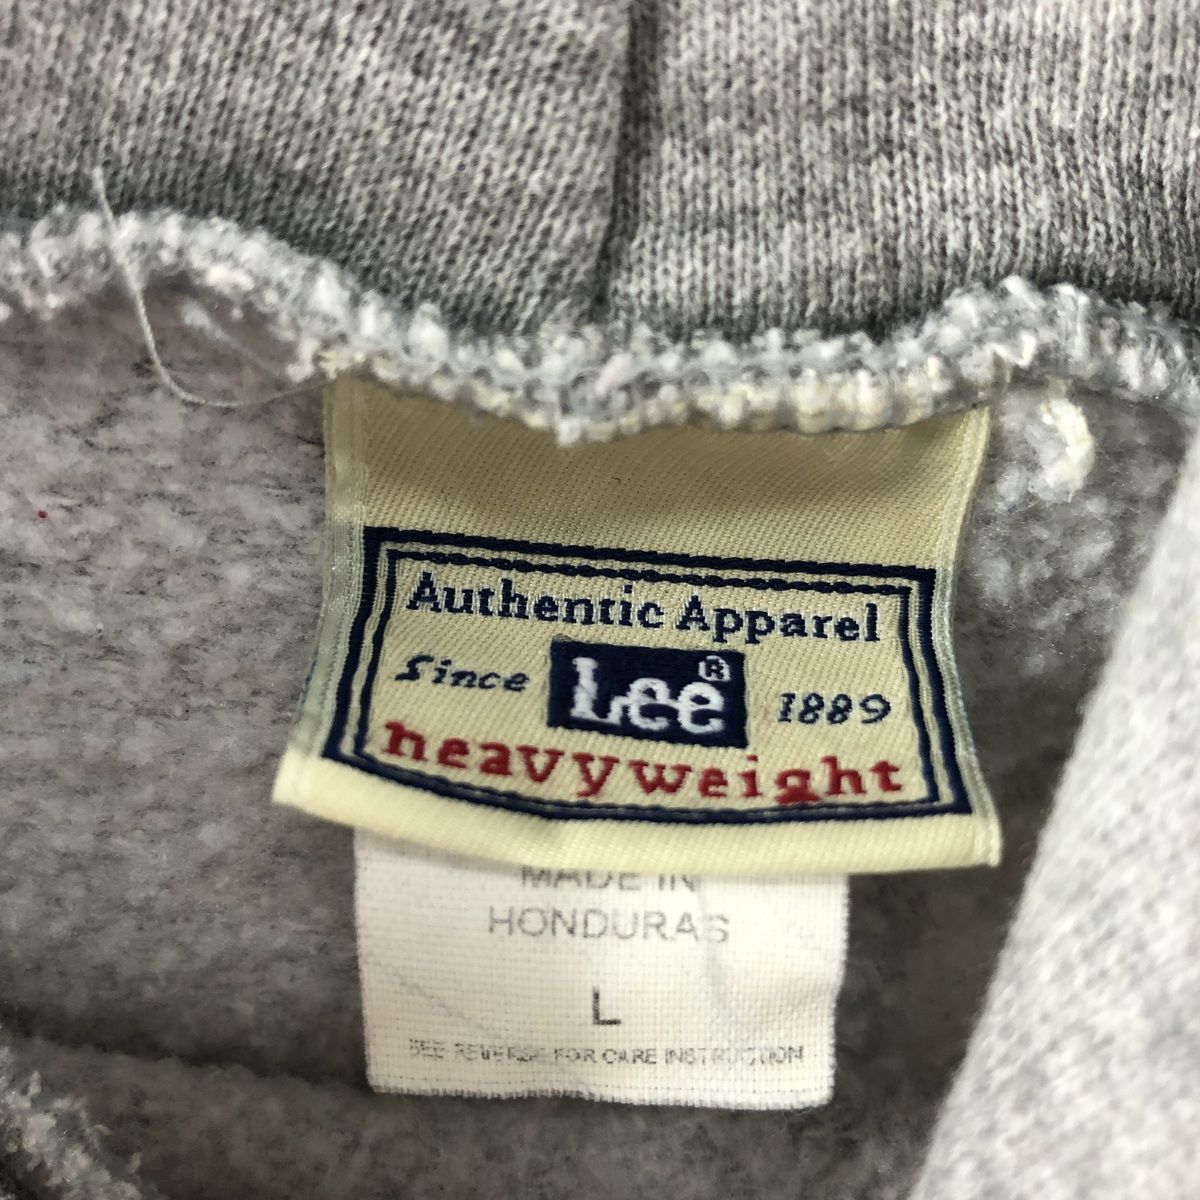 Authentic Apparel
Since Lee® 1889
heavyweight
MADE IN
HONDURAS
L
SEE REVERSE FOR CARE INSTRUCTION